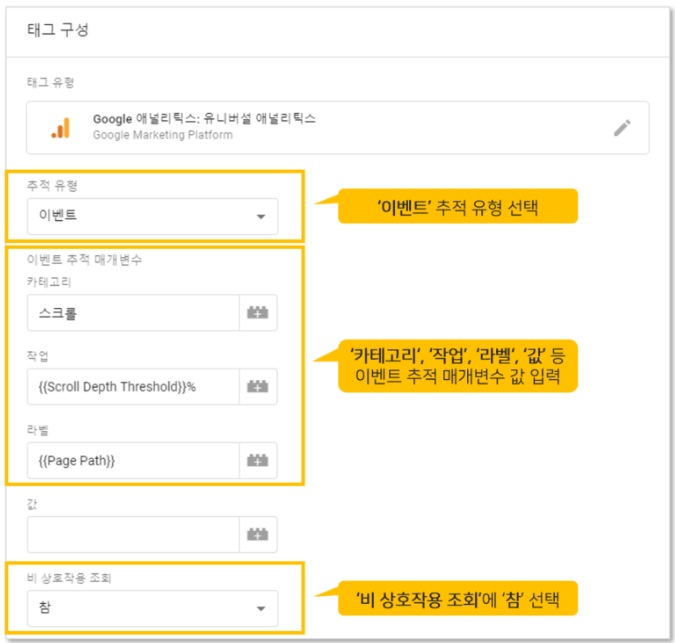 태그 구성
태그 유형
Google 애널리틱스: 유니버설 애널리틱스
Google Marketing Platform
추적 유형
이벤트
‘이벤트’ 추적 유형 선택
이벤트 추적 매개변수
카테고리
스크롤
작업
{{Scroll Depth Threshold}}%
‘카테고리’, ‘작업’, ‘라벨’, ‘값’ 등
이벤트 추적 매개변수 값 입력
라벨
{{Page Path}}
값
비 상호작용 조회
참
‘비 상호작용 조회’에 ‘참’ 선택